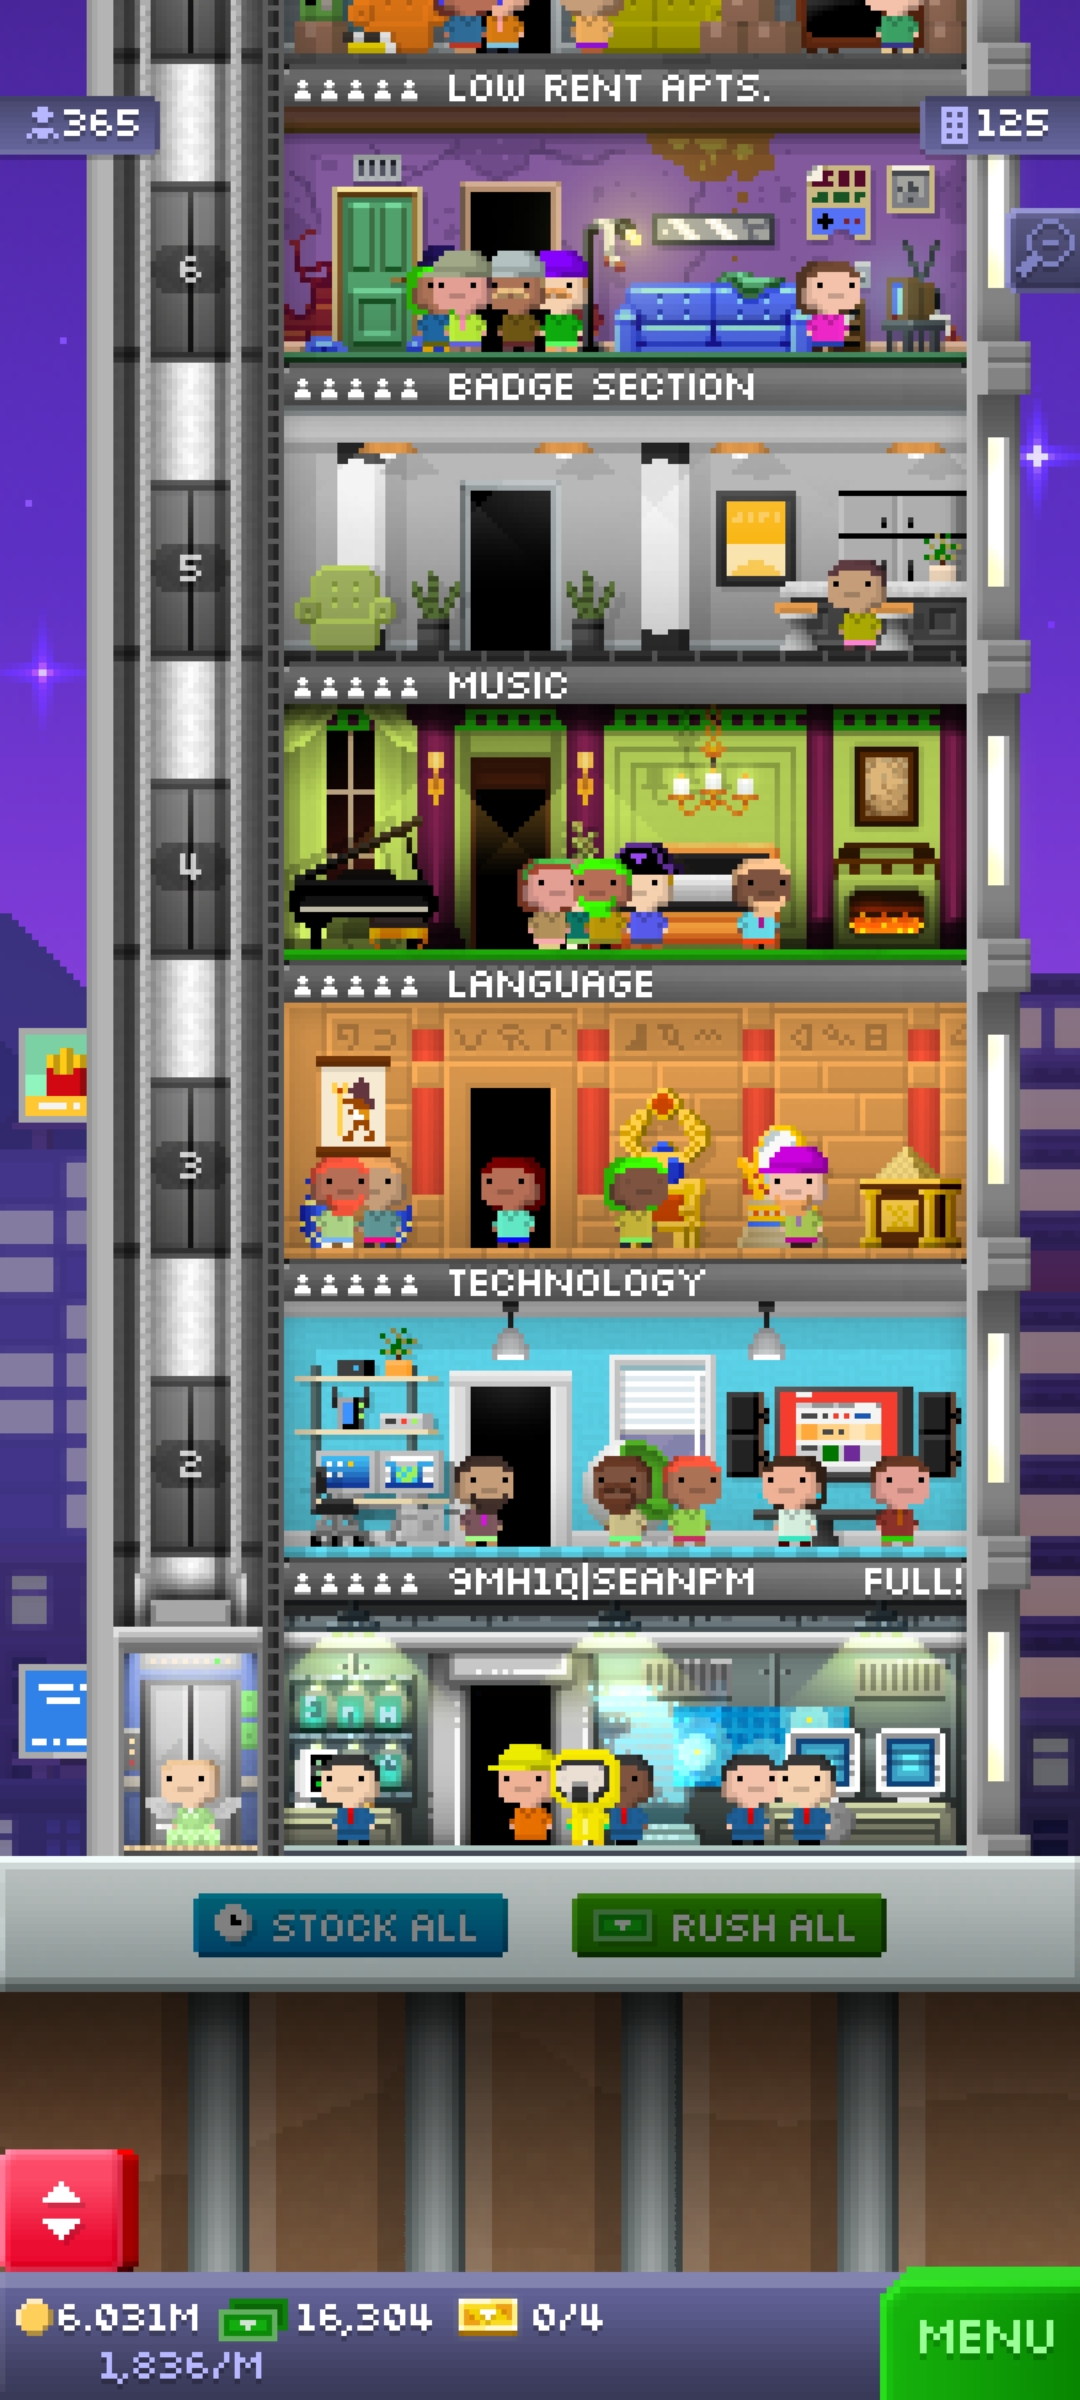 LOW RENT APTS.
365
125
6
BADGE SECTION
5
MUSIC
4
LANGUAGE
3
TECHNOLOGY
2
9MH1Q|SEANPM FULL!
STOCK ALL
RUSH ALL
6.031M 16,304 0/4
1,836/M
MENU